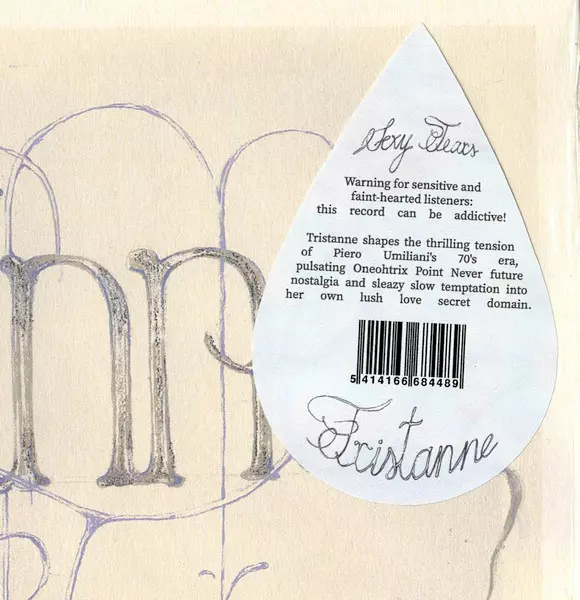 Sexy Tears
Warning for sensitive and
faint-hearted listeners:
this record can be addictive!
Tristanne shapes the thrilling tension
of Piero Umiliani's 70's era,
pulsating Oneohtrix Point Never future
nostalgia and sleazy slow temptation into
her own lush love secret domain.
5 414166 684489
Tristanne
nn